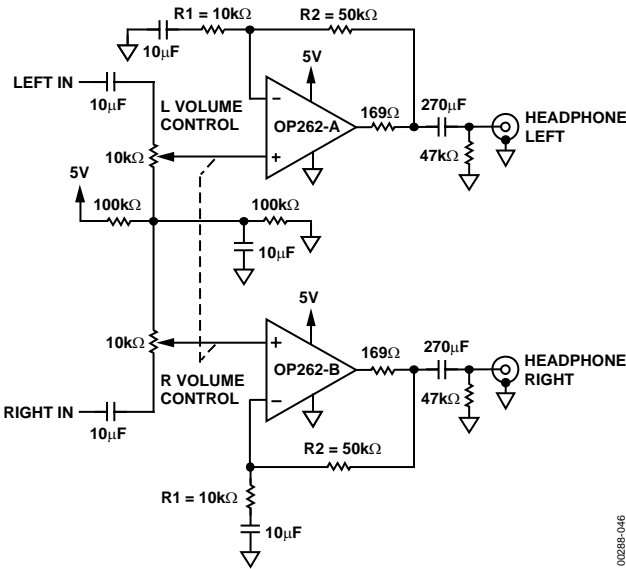 R1 = 10kΩ
R2 = 50kΩ
10μF
5V
LEFT IN
10μF
L VOLUME
CONTROL
−
+
OP262-A
169Ω
270μF
HEADPHONE
LEFT
47kΩ
10kΩ
5V
100kΩ
100kΩ
10μF
5V
10kΩ
+
−
OP262-B
169Ω
270μF
HEADPHONE
RIGHT
47kΩ
R VOLUME
CONTROL
RIGHT IN
10μF
R2 = 50kΩ
R1 = 10kΩ
10μF
00288-046